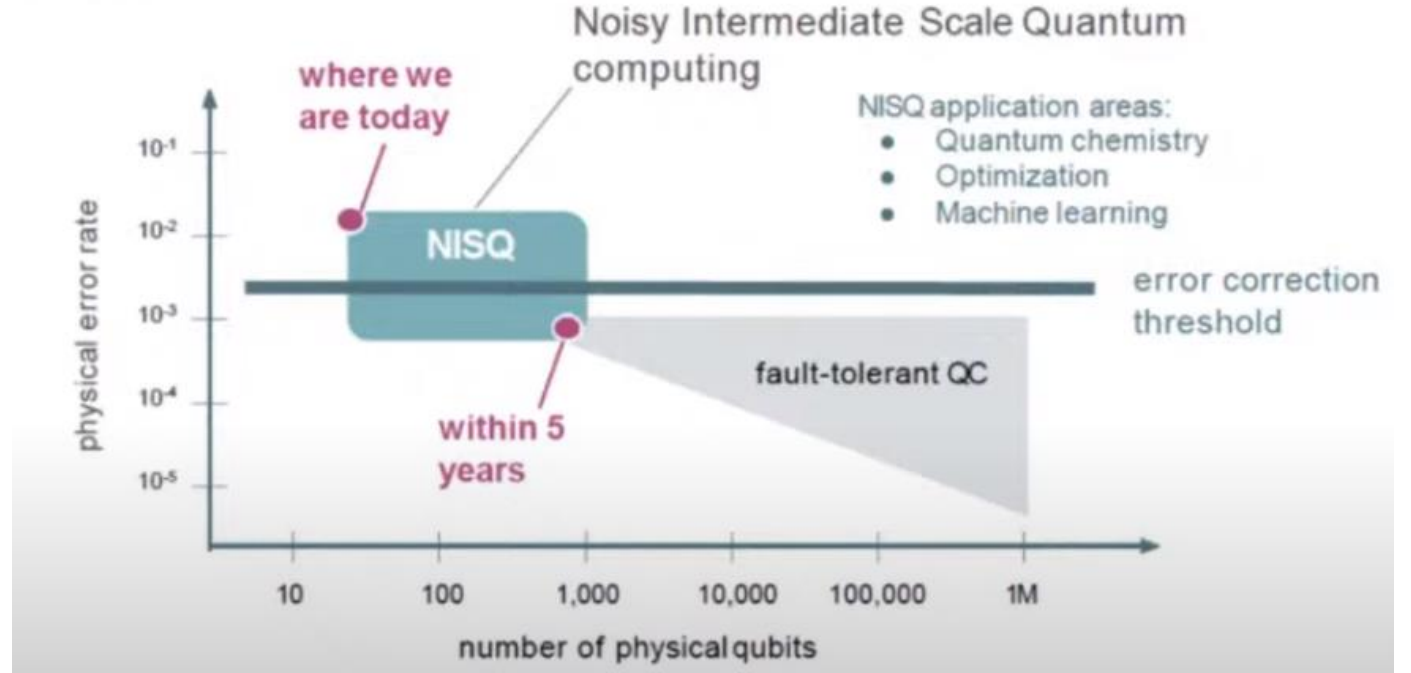 Noisy Intermediate Scale Quantum
computing
where we
are today
NISQ application areas:
• Quantum chemistry
• Optimization
• Machine learning
10-1
10-2
10-3
10-4
10-5
physical error rate
NISQ
error correction
threshold
fault-tolerant QC
within 5
years
10
100
1,000
10,000
100,000
1M
number of physical qubits